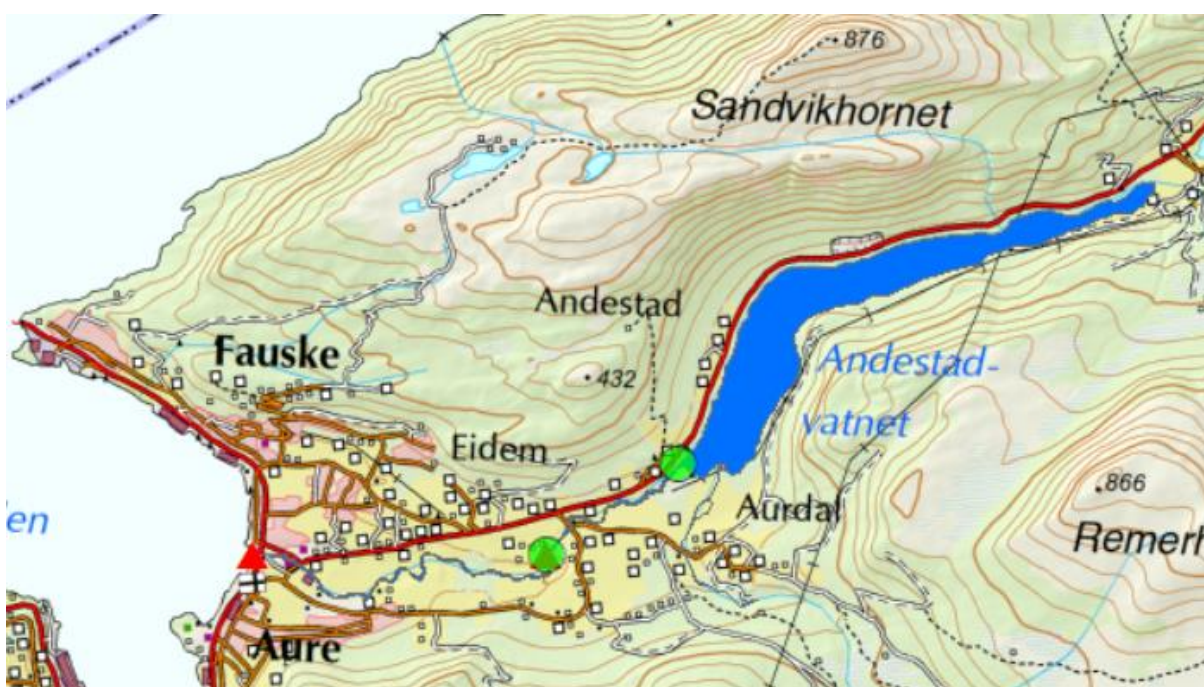 876
Sandvikhornet
Andestad
Fauske
432
Andestad-
vatnet
Eidem
866
Aurdal
en
Remerh
Aure